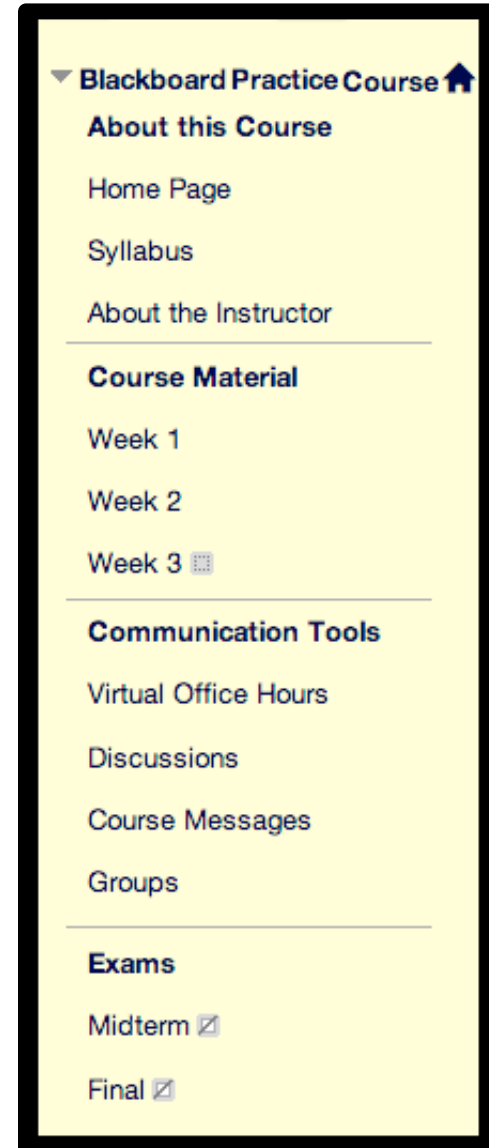 Blackboard Practice Course
About this Course
Home Page
Syllabus
About the Instructor
Course Material
Week 1
Week 2
Week 3
Communication Tools
Virtual Office Hours
Discussions
Course Messages
Groups
Exams
Midterm
Final